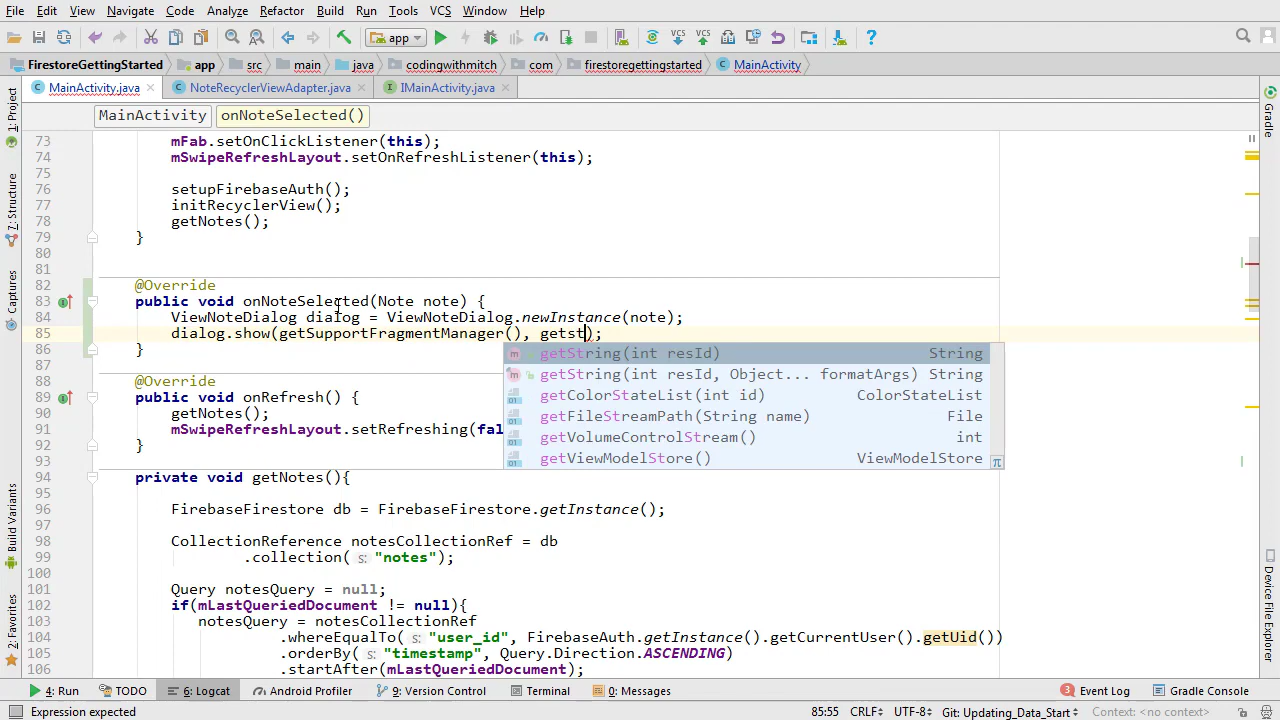 File Edit View Navigate Code Analyze Refactor Build Run Tools VCS Window Help
app VCS VCS ?
FirestoreGettingStarted app src main java codingwithmitch com firestoregettingstarted MainActivity
MainActivity.java NoteRecyclerViewAdapter.java IMainActivity.java
MainActivity onNoteSelected()
73 mFab.setOnClickListener(this);
74 mSwipeRefreshLayout.setOnRefreshListener(this);
75
76 setupFirebaseAuth();
77 initRecyclerView();
78 getNotes();
79 }
80
81
82 @Override
83 public void onNoteSelected(Note note) {
84 ViewNoteDialog dialog = ViewNoteDialog.newInstance(note);
85 dialog.show(getSupportFragmentManager(), getst);
86 }
getString(int resId) String
getString(int resId, Object... formatArgs) String
getColorStateList(int id) ColorStateList
getFileStreamPath(String name) File
getVolumeControlStream() int
getViewModelStore() ViewModelStore
87
88 @Override
89 public void onRefresh() {
90 getNotes();
91 mSwipeRefreshLayout.setRefreshing(fal
92 }
93
94 private void getNotes(){
95
96 FirebaseFirestore db = FirebaseFirestore.getInstance();
97
98 CollectionReference notesCollectionRef = db
99 .collection( s: "notes");
100
101 Query notesQuery = null;
102 if(mLastQueriedDocument != null){
103 notesQuery = notesCollectionRef
104 .whereEqualTo( s: "user_id", FirebaseAuth.getInstance().getCurrentUser().getUid())
105 .orderBy( s: "timestamp", Query.Direction.ASCENDING)
106 .startAfter(mLastQueriedDocument);
1: Project
7: Structure
Captures
Build Variants
2: Favorites
Gradle
Device File Explorer
4: Run TODO 6: Logcat Android Profiler 9: Version Control Terminal 0: Messages 3 Event Log Gradle Console
Expression expected 85:55 CRLF UTF-8 Git: Updating_Data_Start Context: <no context>